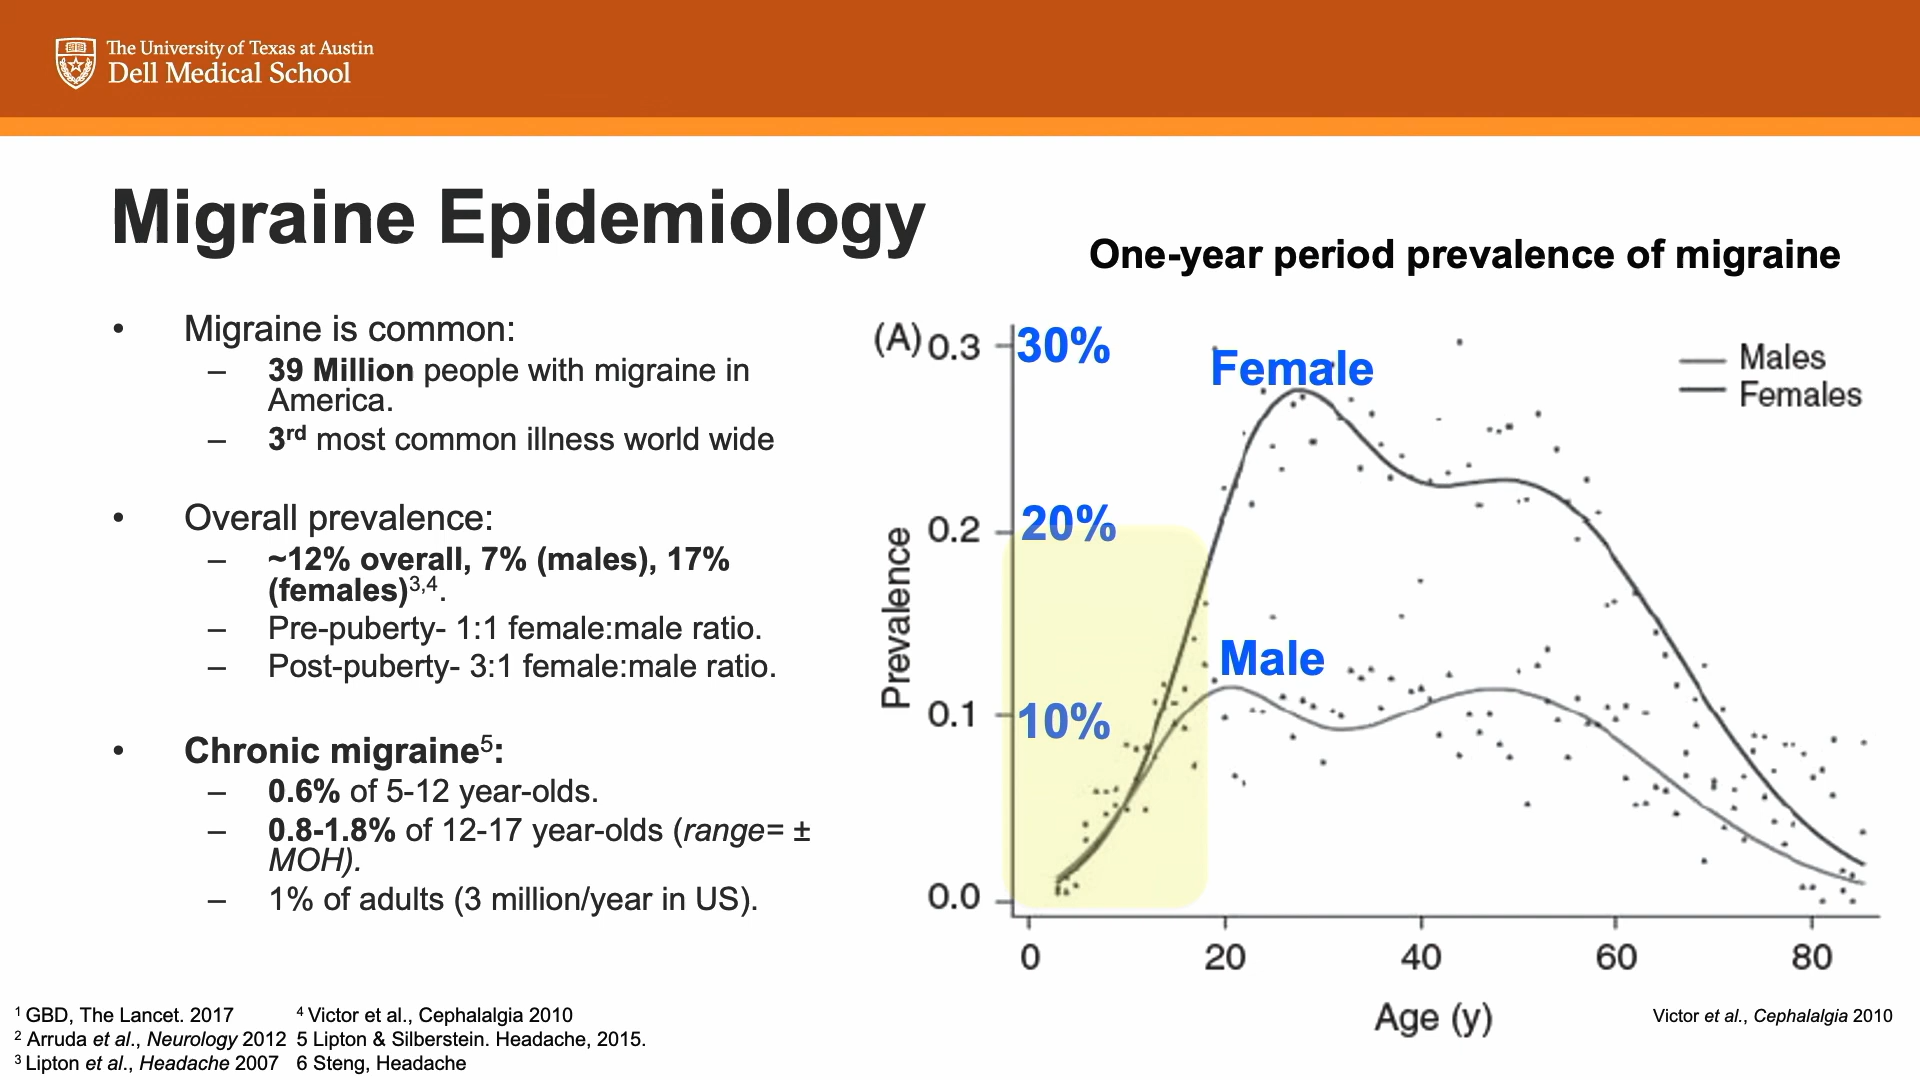 The University of Texas at Austin
Dell Medical School
Migraine Epidemiology
• Migraine is common:
– 39 Million people with migraine in
America.
– 3rd most common illness world wide
• Overall prevalence:
– ~12% overall, 7% (males), 17%
(females)3,4.
– Pre-puberty- 1:1 female:male ratio.
– Post-puberty- 3:1 female:male ratio.
• Chronic migraine5:
– 0.6% of 5-12 year-olds.
– 0.8-1.8% of 12-17 year-olds (range= ±
MOH).
– 1% of adults (3 million/year in US).
One-year period prevalence of migraine
(A)
0.3
30%
Female
Males
Females
0.2
20%
Prevalence
Male
0.1
10%
0.0
0 20 40 60 80
Age (y)
1 GBD, The Lancet. 2017
2 Arruda et al., Neurology 2012
3 Lipton et al., Headache 2007
4 Victor et al., Cephalalgia 2010
5 Lipton & Silberstein. Headache, 2015.
6 Steng, Headache
Victor et al., Cephalalgia 2010